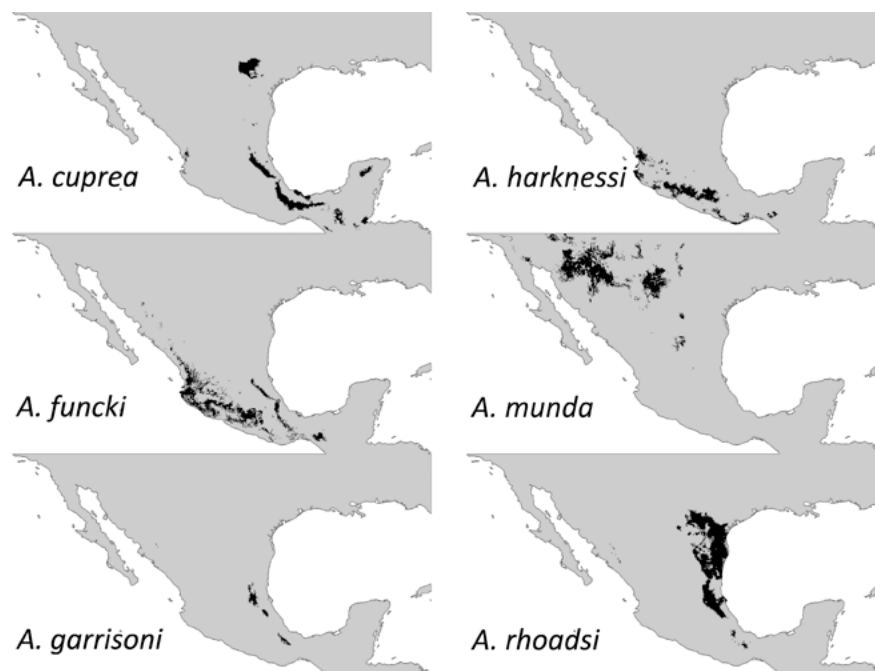 A. cuprea
A. harknessi
A. funcki
A. munda
A. garrisoni
A. rhoadsi